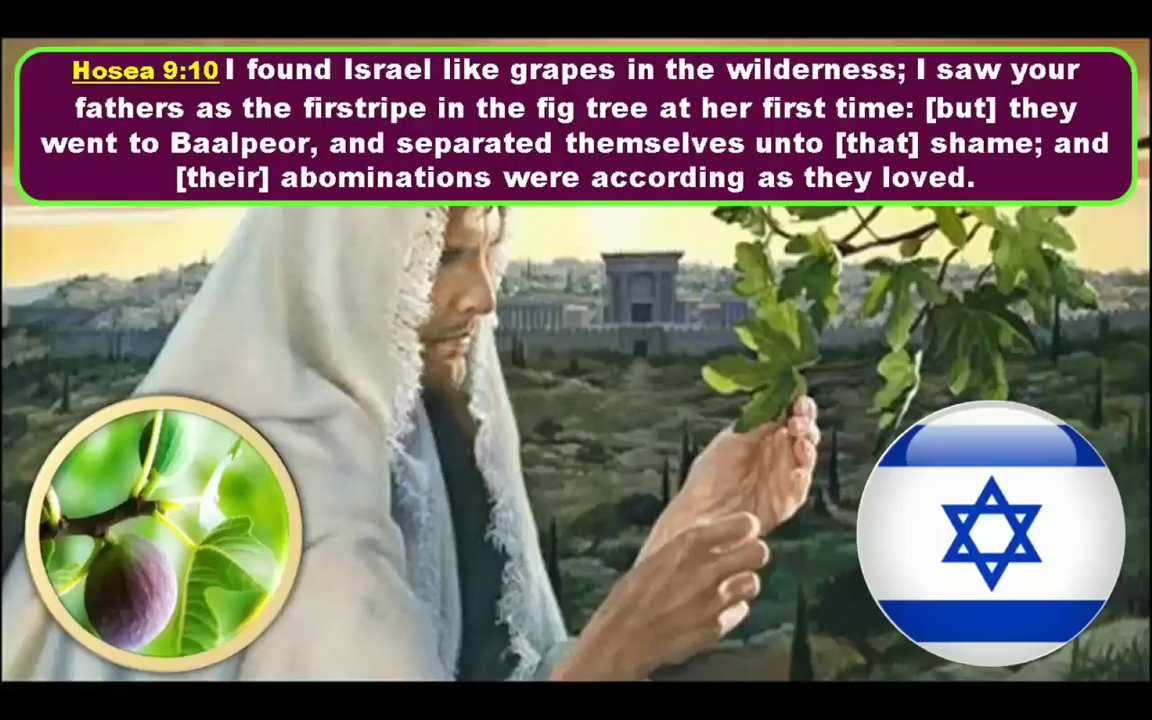 Hosea 9:10 I found Israel like grapes in the wilderness; I saw your
fathers as the firstripe in the fig tree at her first time: [but] they
went to Baalpeor, and separated themselves unto [that] shame; and
[their] abominations were according as they loved.